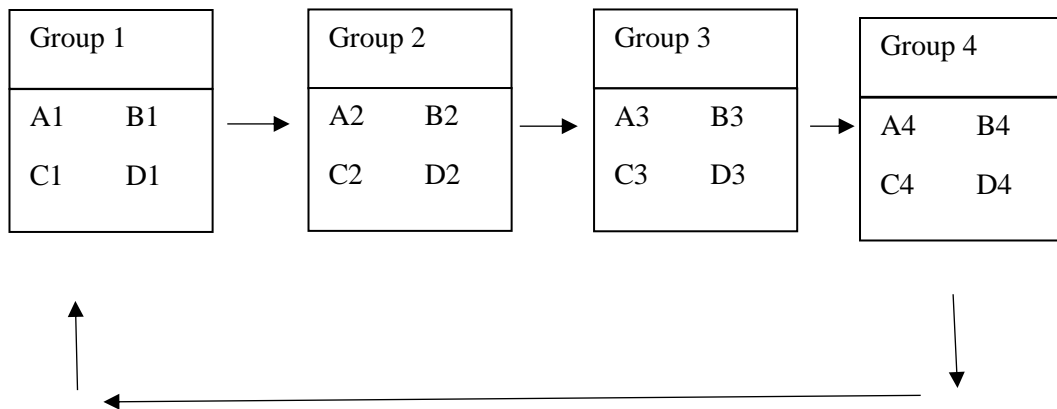 Group 1
A1 B1
C1 D1
Group 2
A2 B2
C2 D2
Group 3
A3 B3
C3 D3
Group 4
A4 B4
C4 D4